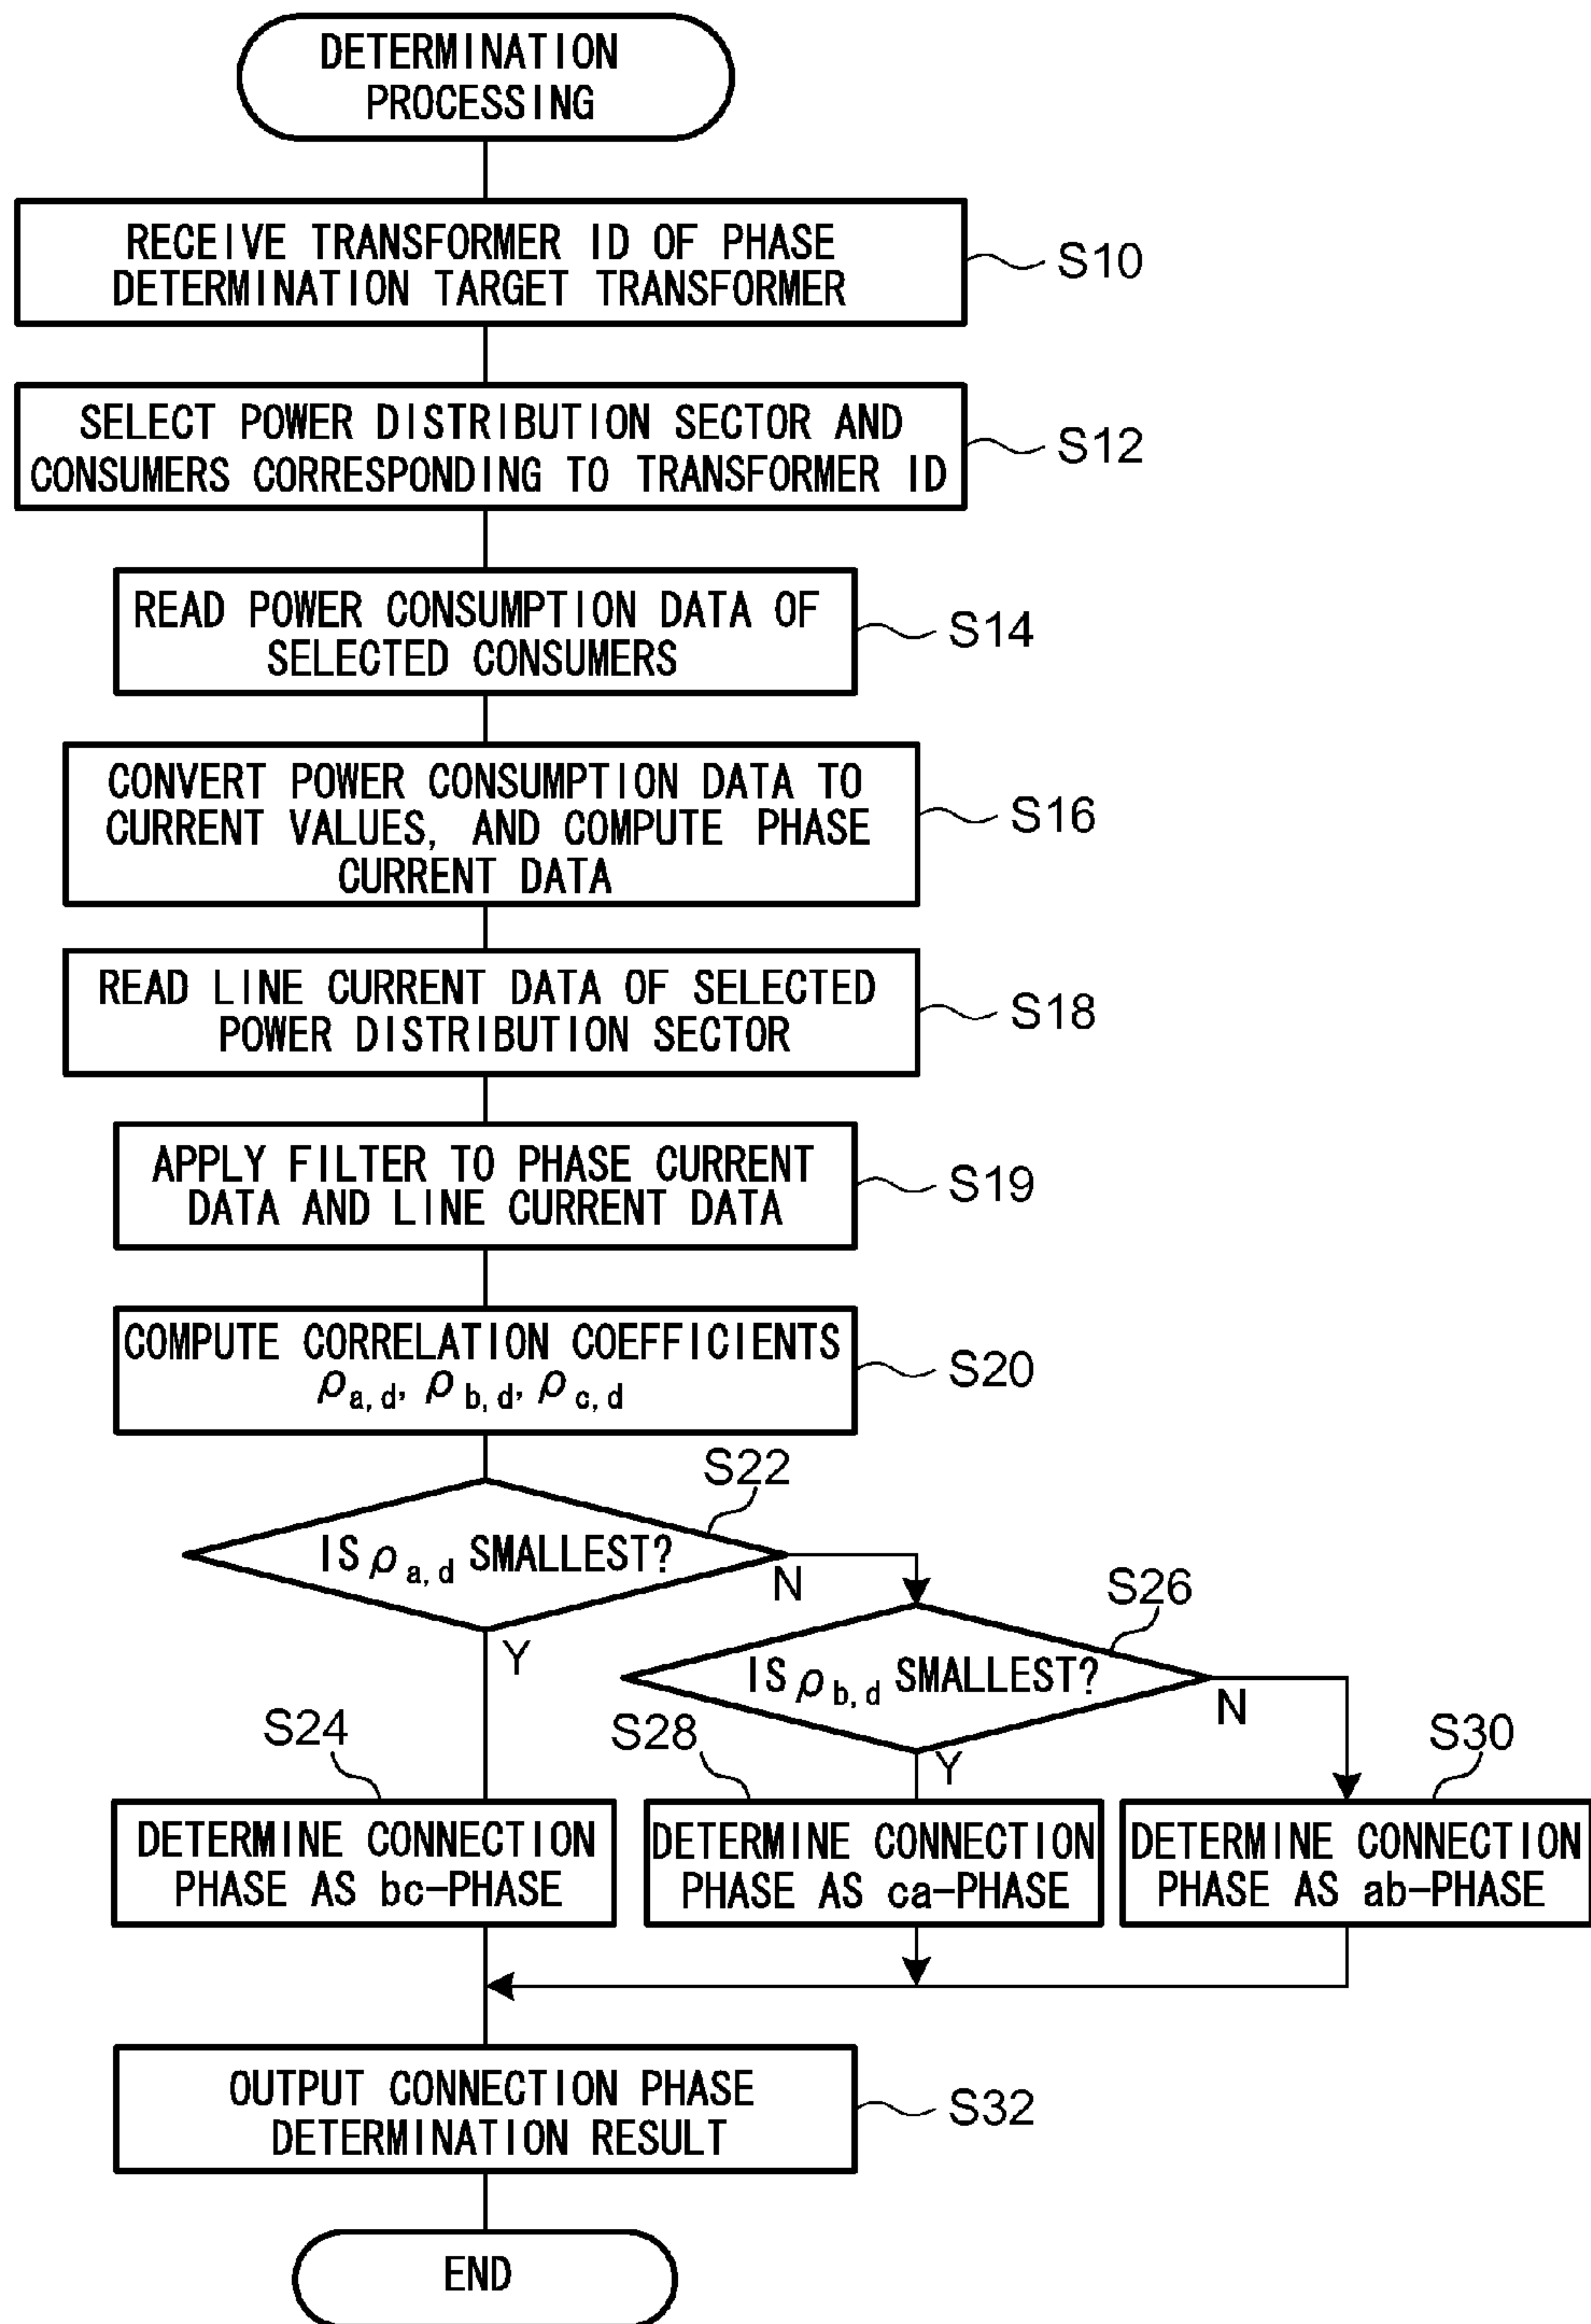 DETERMINATION
PROCESSING
RECEIVE TRANSFORMER ID OF PHASE
DETERMINATION TARGET TRANSFORMER
S10
SELECT POWER DISTRIBUTION SECTOR AND
CONSUMERS CORRESPONDING TO TRANSFORMER ID
S12
READ POWER CONSUMPTION DATA OF
SELECTED CONSUMERS
S14
CONVERT POWER CONSUMPTION DATA TO
CURRENT VALUES, AND COMPUTE PHASE
CURRENT DATA
S16
READ LINE CURRENT DATA OF SELECTED
POWER DISTRIBUTION SECTOR
S18
APPLY FILTER TO PHASE CURRENT
DATA AND LINE CURRENT DATA
S19
COMPUTE CORRELATION COEFFICIENTS
ρa,d, ρb,d, ρc,d
S20
S22
IS ρa,d SMALLEST?
N
Y
S26
IS ρb,d SMALLEST?
N
Y
S24
DETERMINE CONNECTION
PHASE AS bc-PHASE
S28
DETERMINE CONNECTION
PHASE AS ca-PHASE
S30
DETERMINE CONNECTION
PHASE AS ab-PHASE
OUTPUT CONNECTION PHASE
DETERMINATION RESULT
S32
END